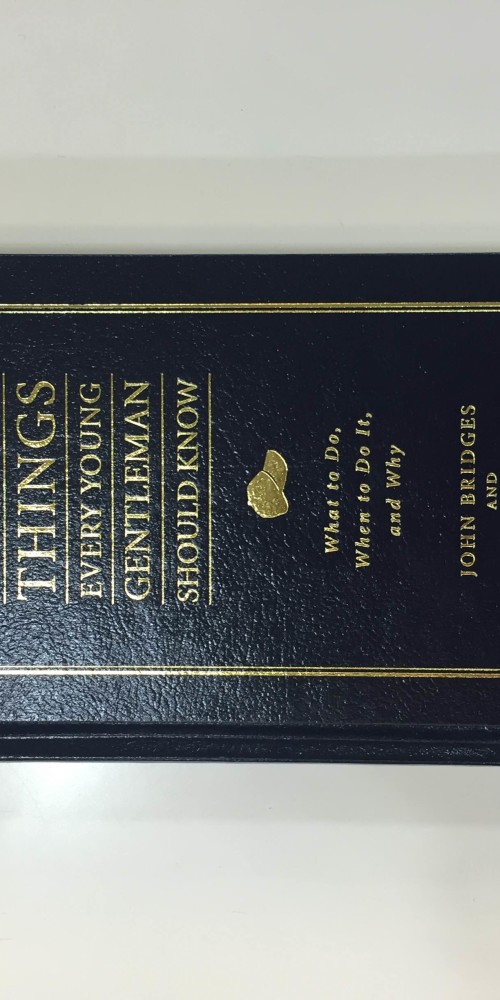 THINGS
EVERY YOUNG
GENTLEMAN
SHOULD KNOW
What to Do,
When to Do It,
and Why
JOHN BRIDGES
AND